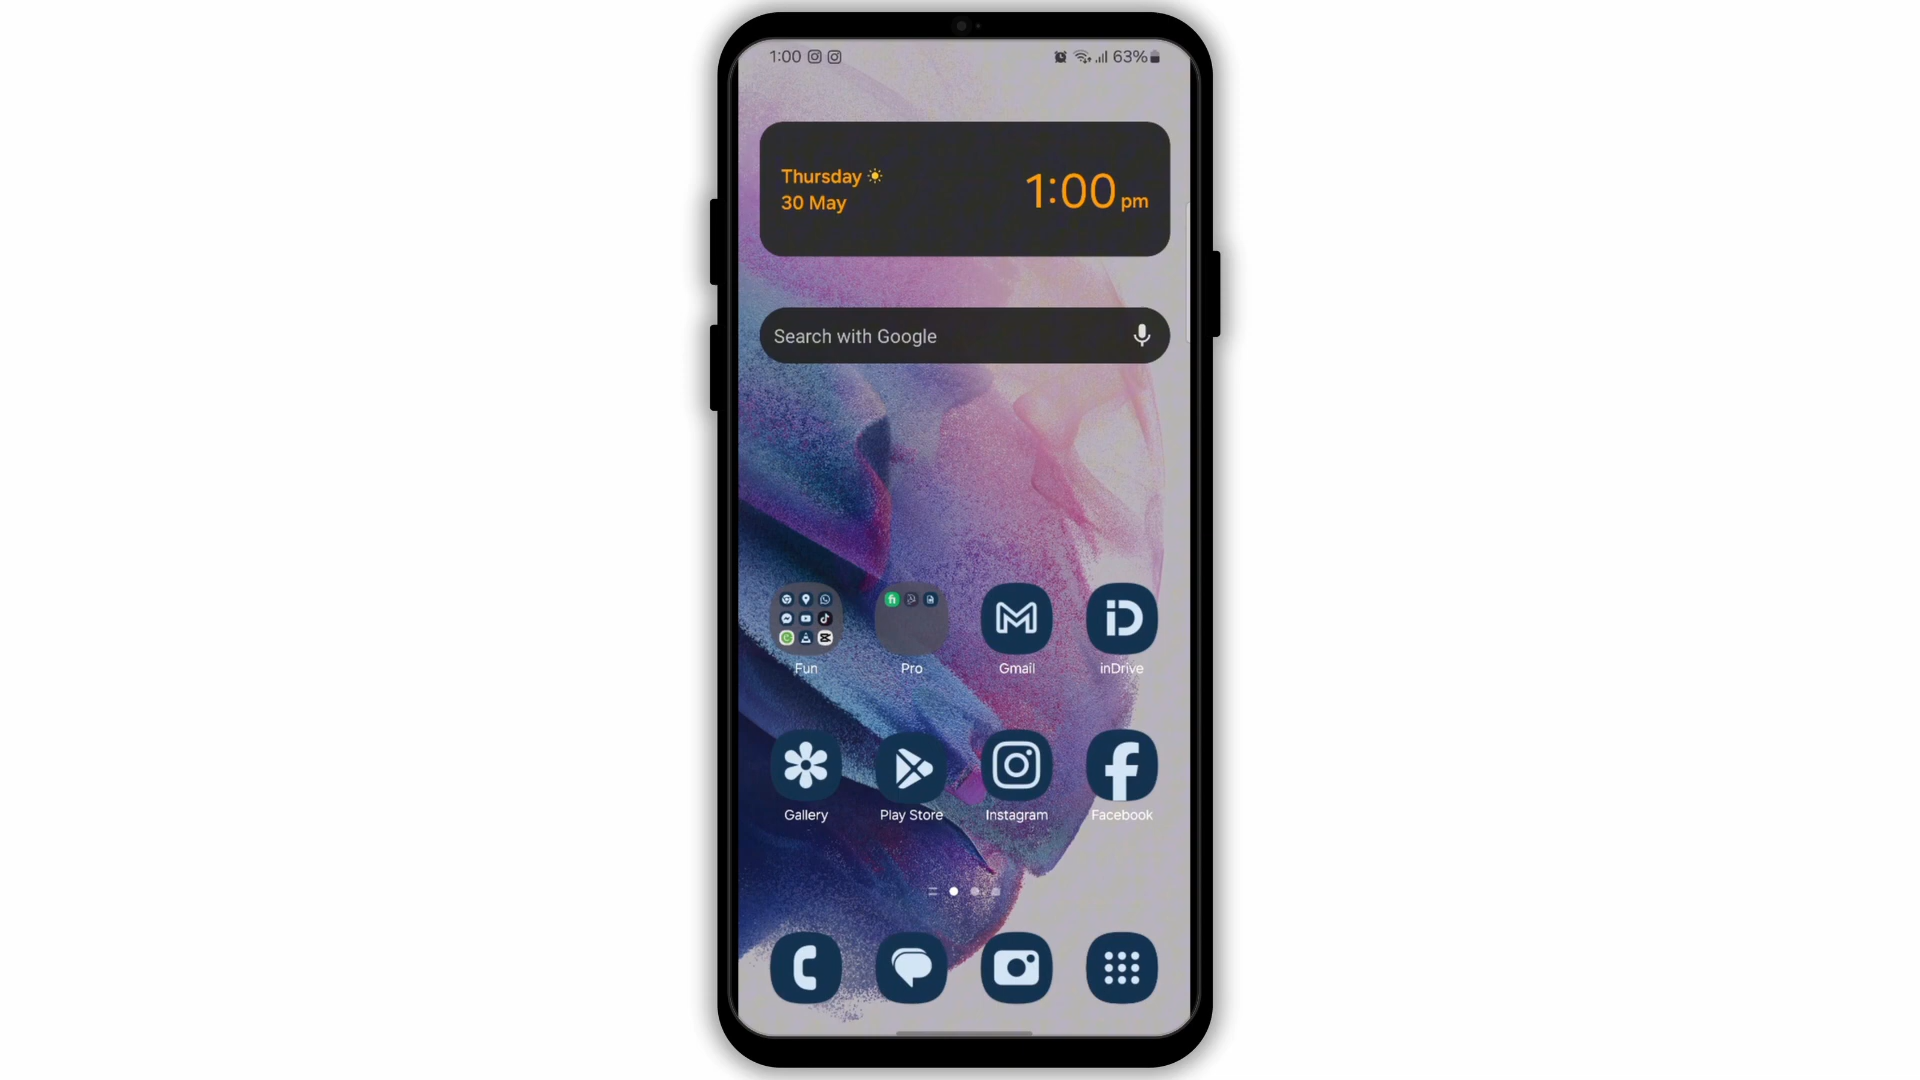 1:00 63%
Thursday
30 May
1:00 pm
Search with Google
Fun Pro Gmail inDrive
Gallery Play Store Instagram Facebook